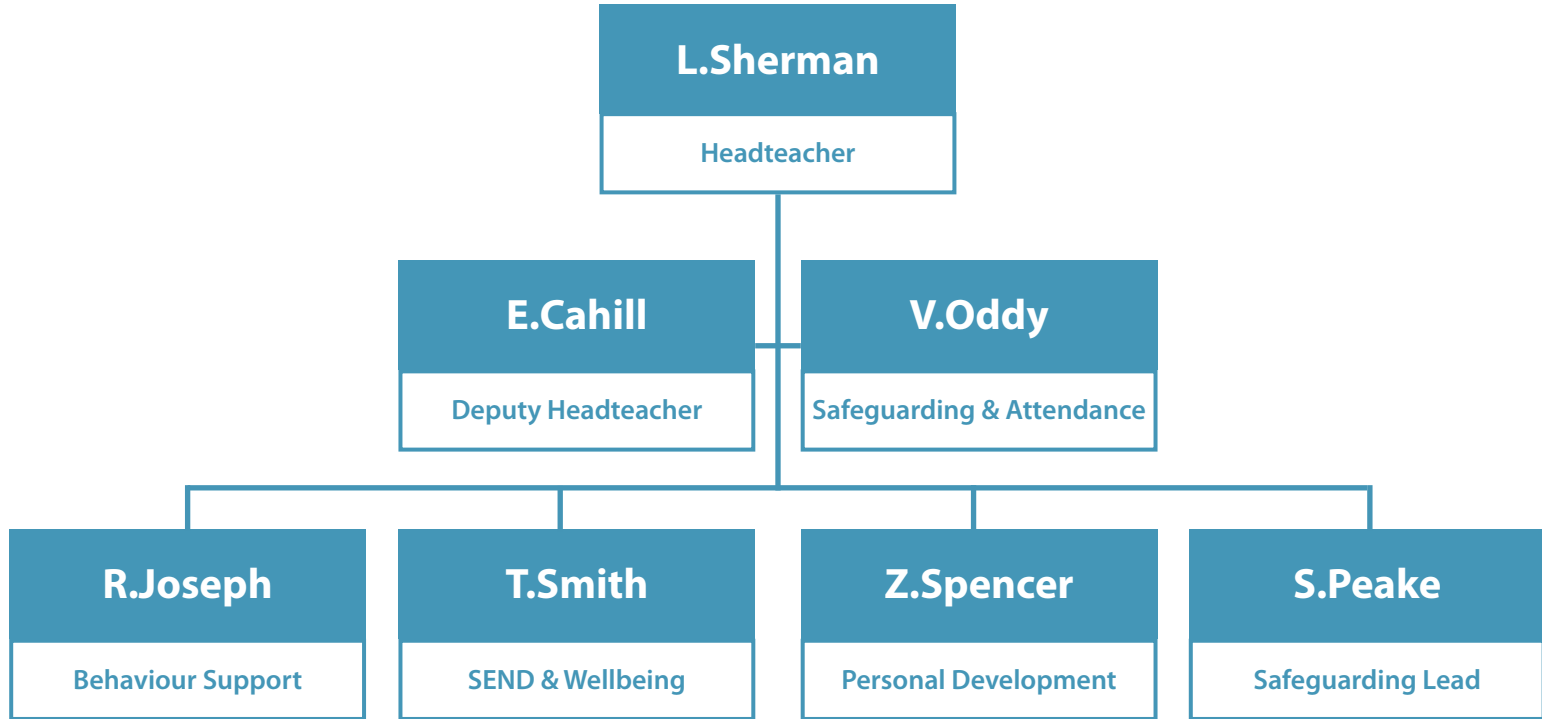 L.Sherman
Headteacher
E.Cahill
Deputy Headteacher
V.Oddy
Safeguarding & Attendance
R.Joseph
Behaviour Support
T.Smith
SEND & Wellbeing
Z.Spencer
Personal Development
S.Peake
Safeguarding Lead